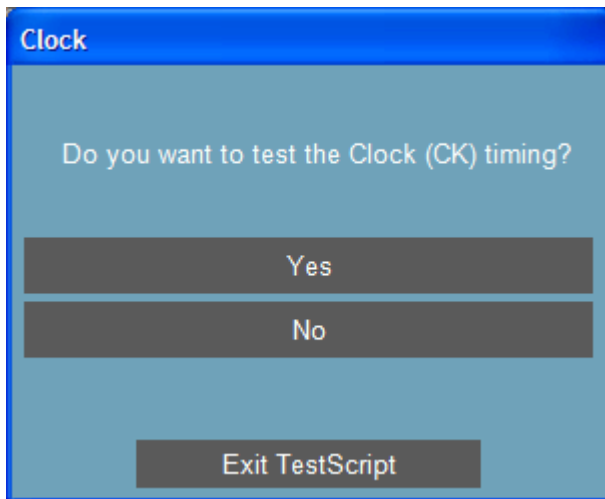 Clock
Do you want to test the Clock (CK) timing?
Yes
No
Exit TestScript